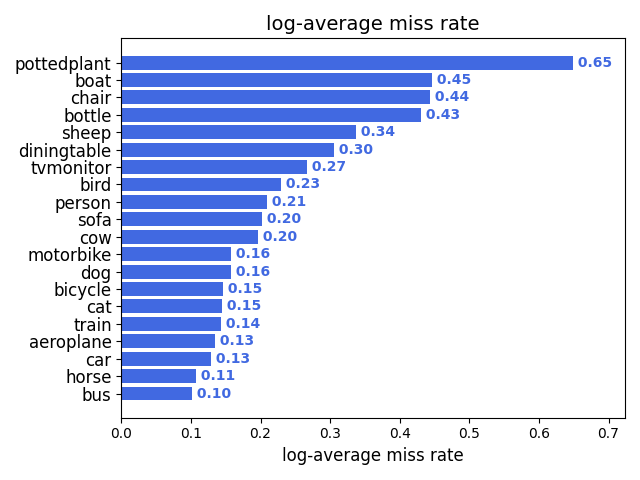 log-average miss rate
pottedplant 0.65
boat 0.45
chair 0.44
bottle 0.43
sheep 0.34
diningtable 0.30
tvmonitor 0.27
bird 0.23
person 0.21
sofa 0.20
cow 0.20
motorbike 0.16
dog 0.16
bicycle 0.15
cat 0.15
train 0.14
aeroplane 0.13
car 0.13
horse 0.11
bus 0.10
0.0 0.1 0.2 0.3 0.4 0.5 0.6 0.7
log-average miss rate